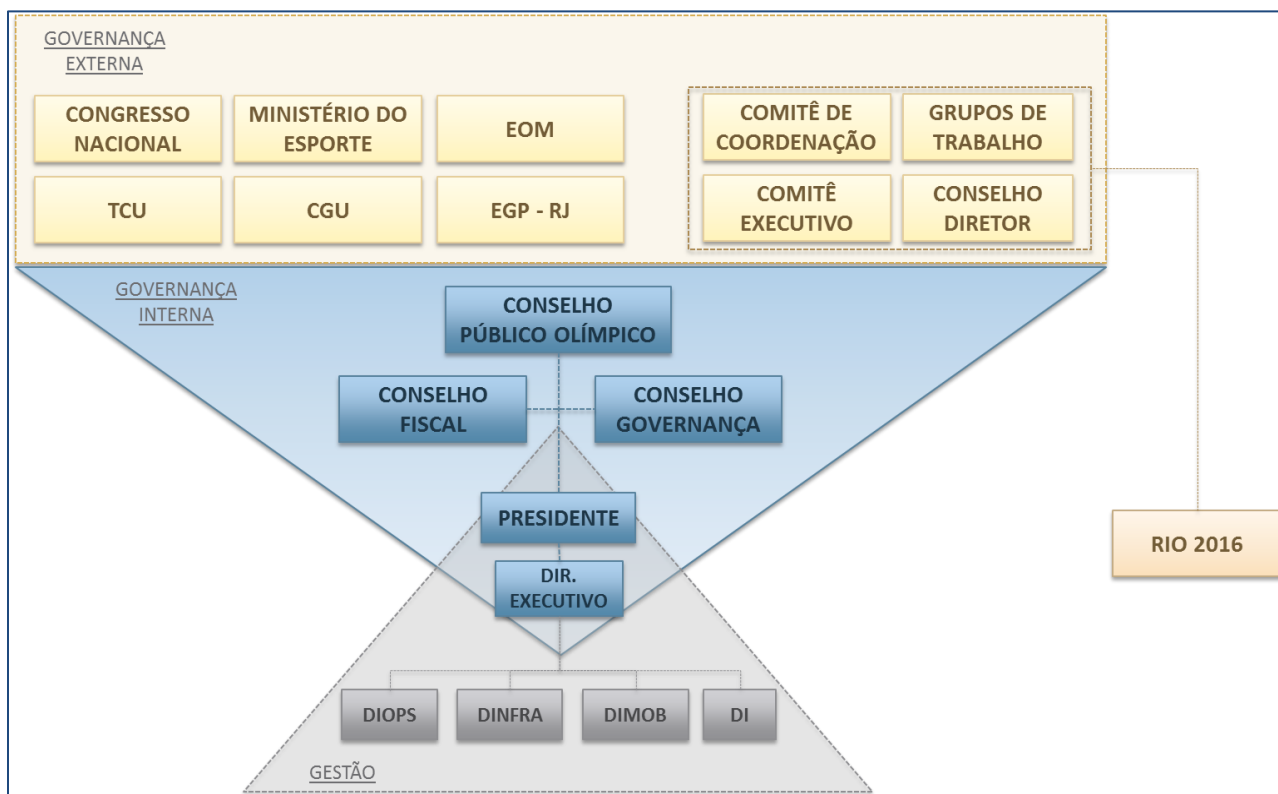 GOVERNANÇA
EXTERNA
CONGRESSO
NACIONAL
MINISTÉRIO DO
ESPORTE
EOM
COMITÊ DE
COORDENAÇÃO
GRUPOS DE
TRABALHO
TCU
CGU
EGP - RJ
COMITÊ
EXECUTIVO
CONSELHO
DIRETOR
GOVERNANÇA
INTERNA
CONSELHO
PÚBLICO OLÍMPICO
CONSELHO
FISCAL
CONSELHO
GOVERNANÇA
PRESIDENTE
RIO 2016
DIR.
EXECUTIVO
DIOPS
DINFRA
DIMOB
DI
GESTÃO